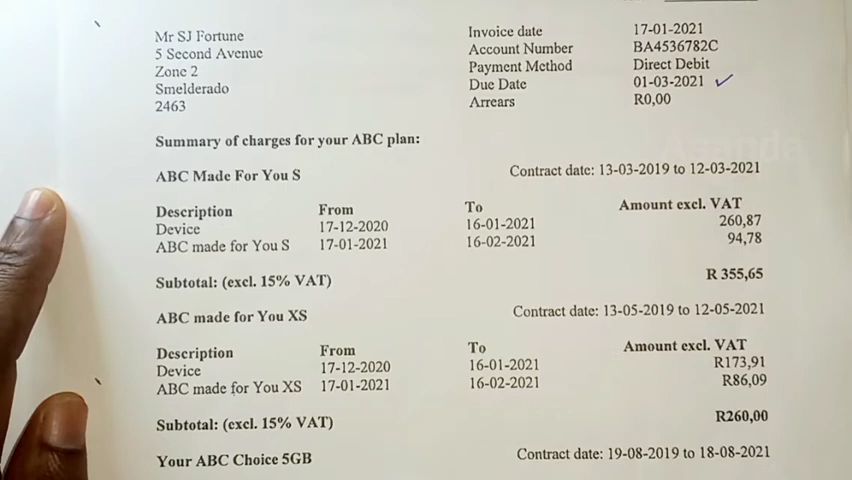 Mr SJ Fortune Invoice date 17-01-2021
5 Second Avenue Account Number BA4536782C
Zone 2 Payment Method Direct Debit
Smelderado Due Date 01-03-2021
2463 Arrears R0,00
Summary of charges for your ABC plan:
ABC Made For You S Contract date: 13-03-2019 to 12-03-2021
Description From To Amount excl. VAT
Device 17-12-2020 16-01-2021 260,87
ABC made for You S 17-01-2021 16-02-2021 94,78
Subtotal: (excl. 15% VAT) R 355,65
ABC made for You XS Contract date: 13-05-2019 to 12-05-2021
Description From To Amount excl. VAT
Device 17-12-2020 16-01-2021 R173,91
ABC made for You XS 17-01-2021 16-02-2021 R86,09
Subtotal: (excl. 15% VAT) R260,00
Your ABC Choice 5GB Contract date: 19-08-2019 to 18-08-2021